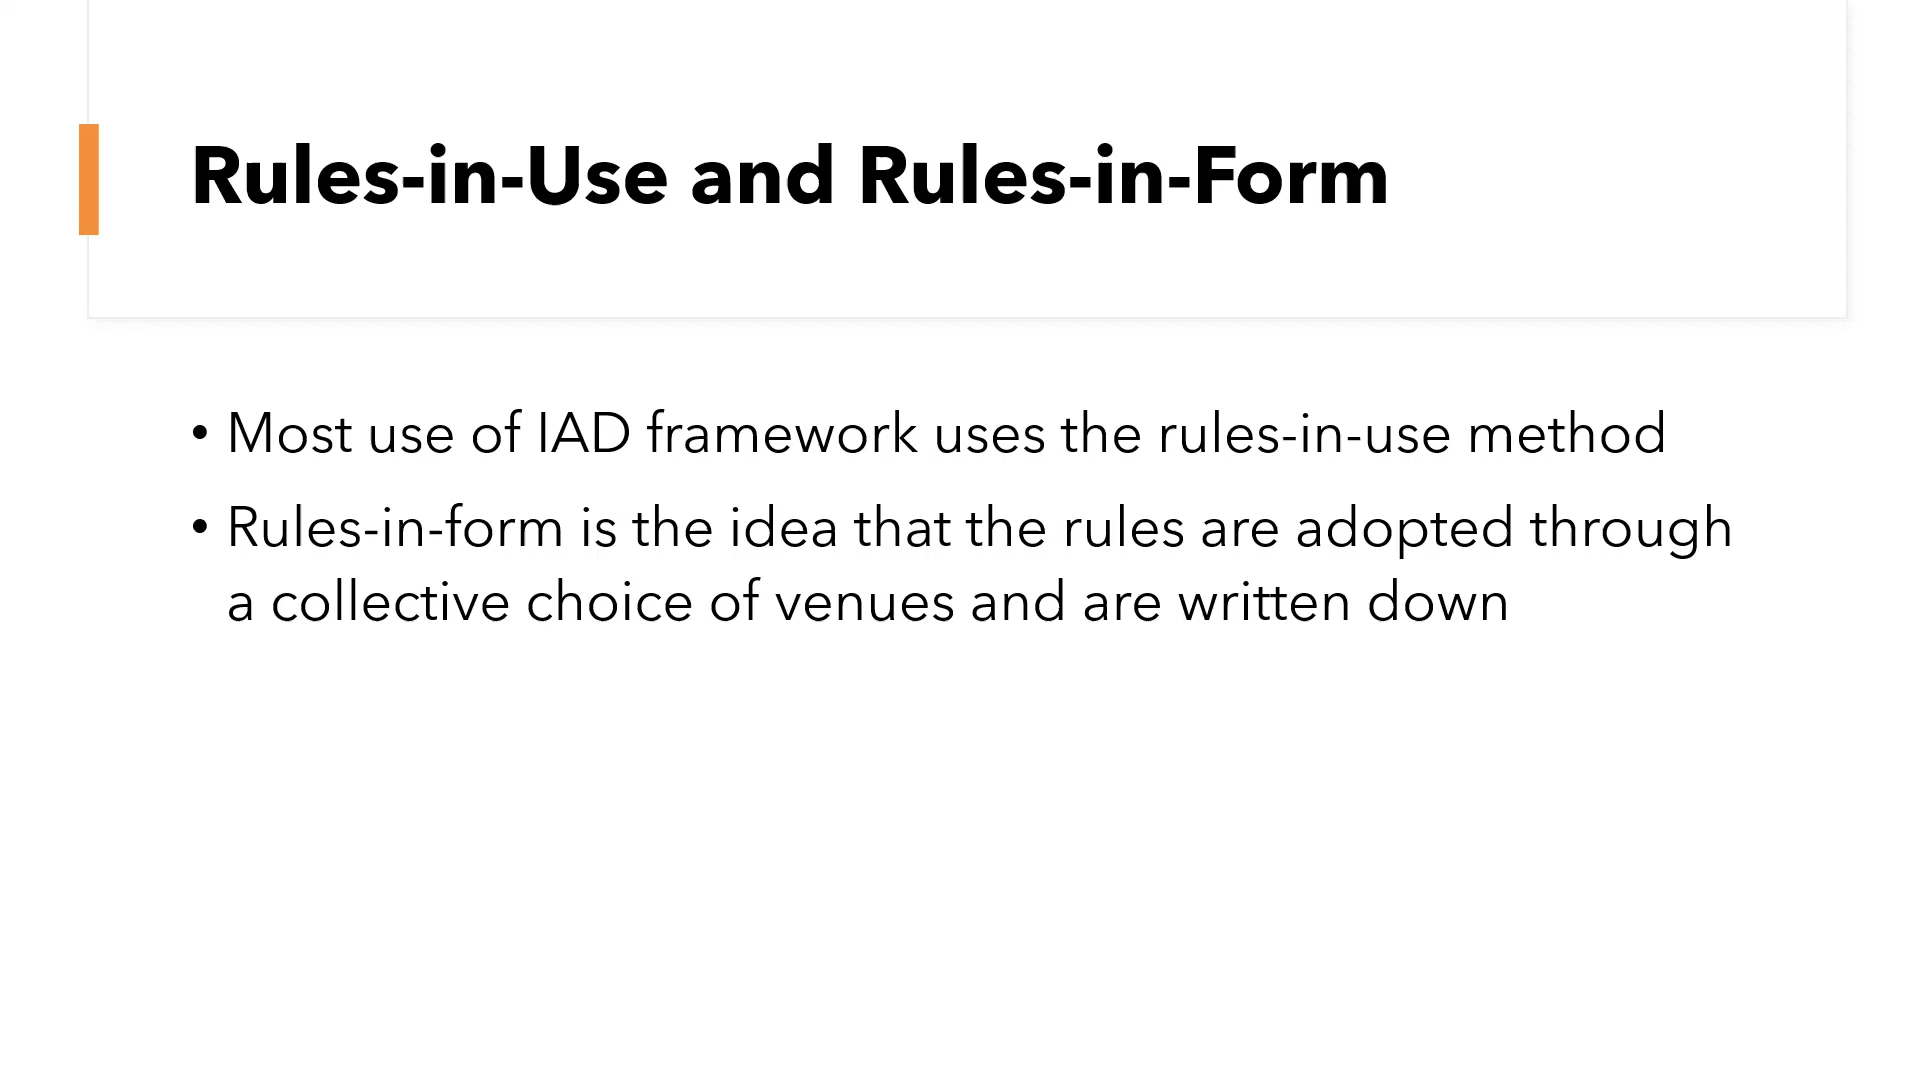 Rules-in-Use and Rules-in-Form
• Most use of IAD framework uses the rules-in-use method
• Rules-in-form is the idea that the rules are adopted through
a collective choice of venues and are written down